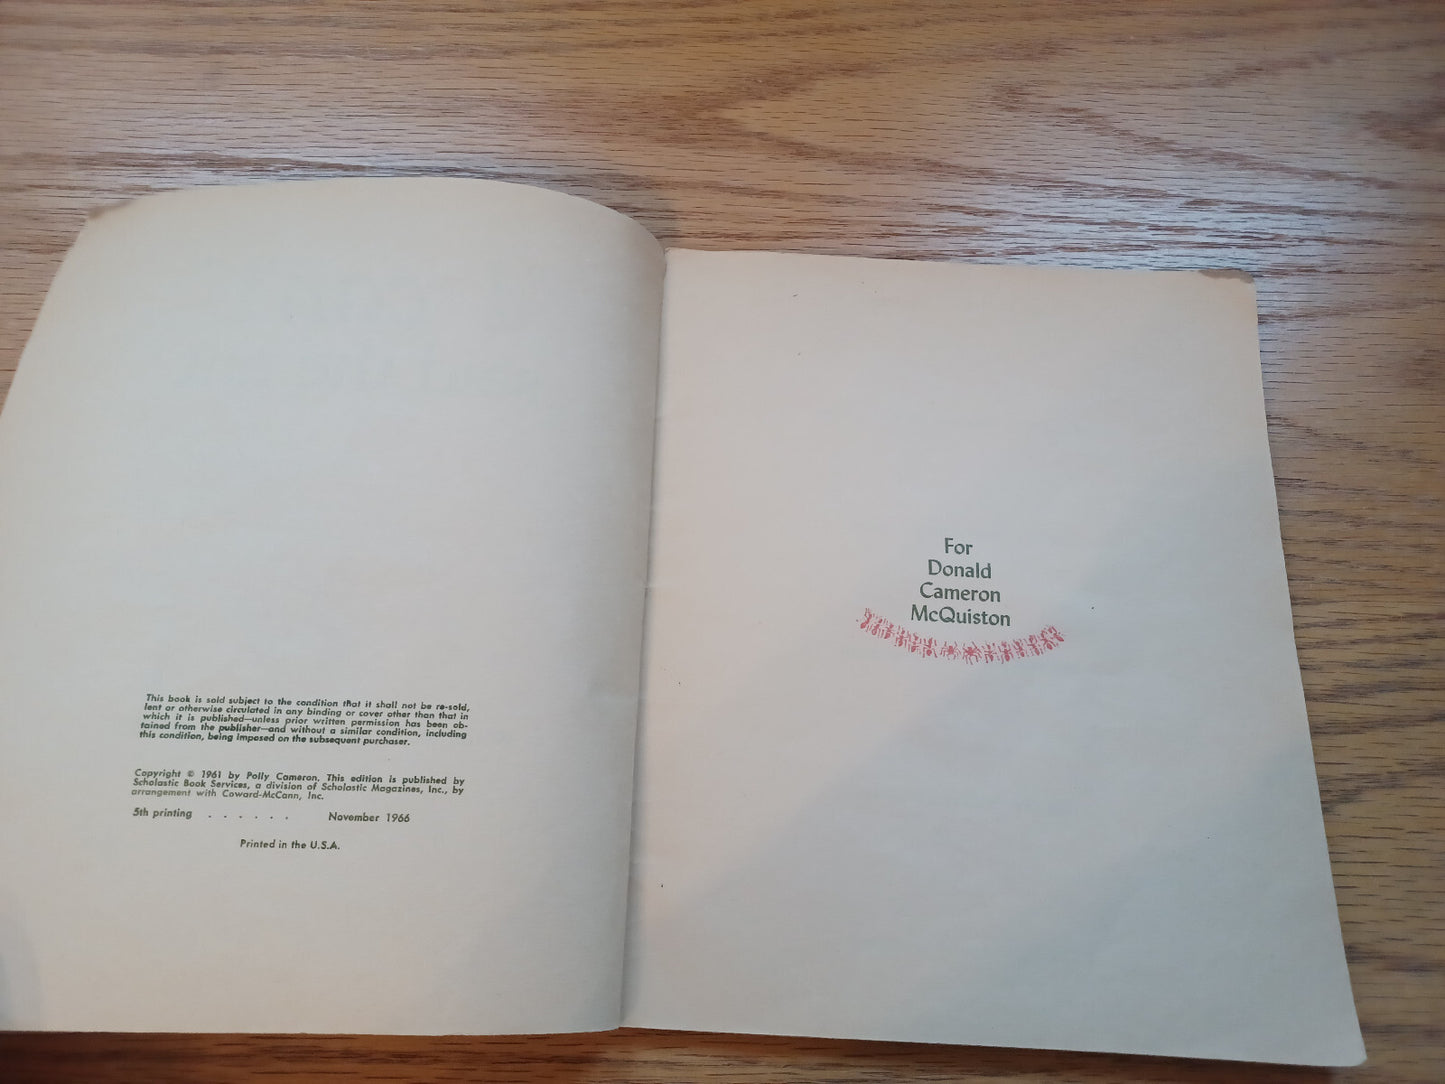 This book is sold subject to the condition that it shall not be re-sold,
lent or otherwise circulated in any binding or cover other than that in
which it is published—unless prior written permission has been ob-
tained from the publisher—and without a similar condition, including
this condition, being imposed on the subsequent purchaser.
Copyright © 1961 by Polly Cameron. This edition is published by
Scholastic Book Services, a division of Scholastic Magazines, Inc., by
arrangement with Coward-McCann, Inc.
5th printing . . . . . . November 1966
Printed in the U.S.A.
For
Donald
Cameron
McQuiston